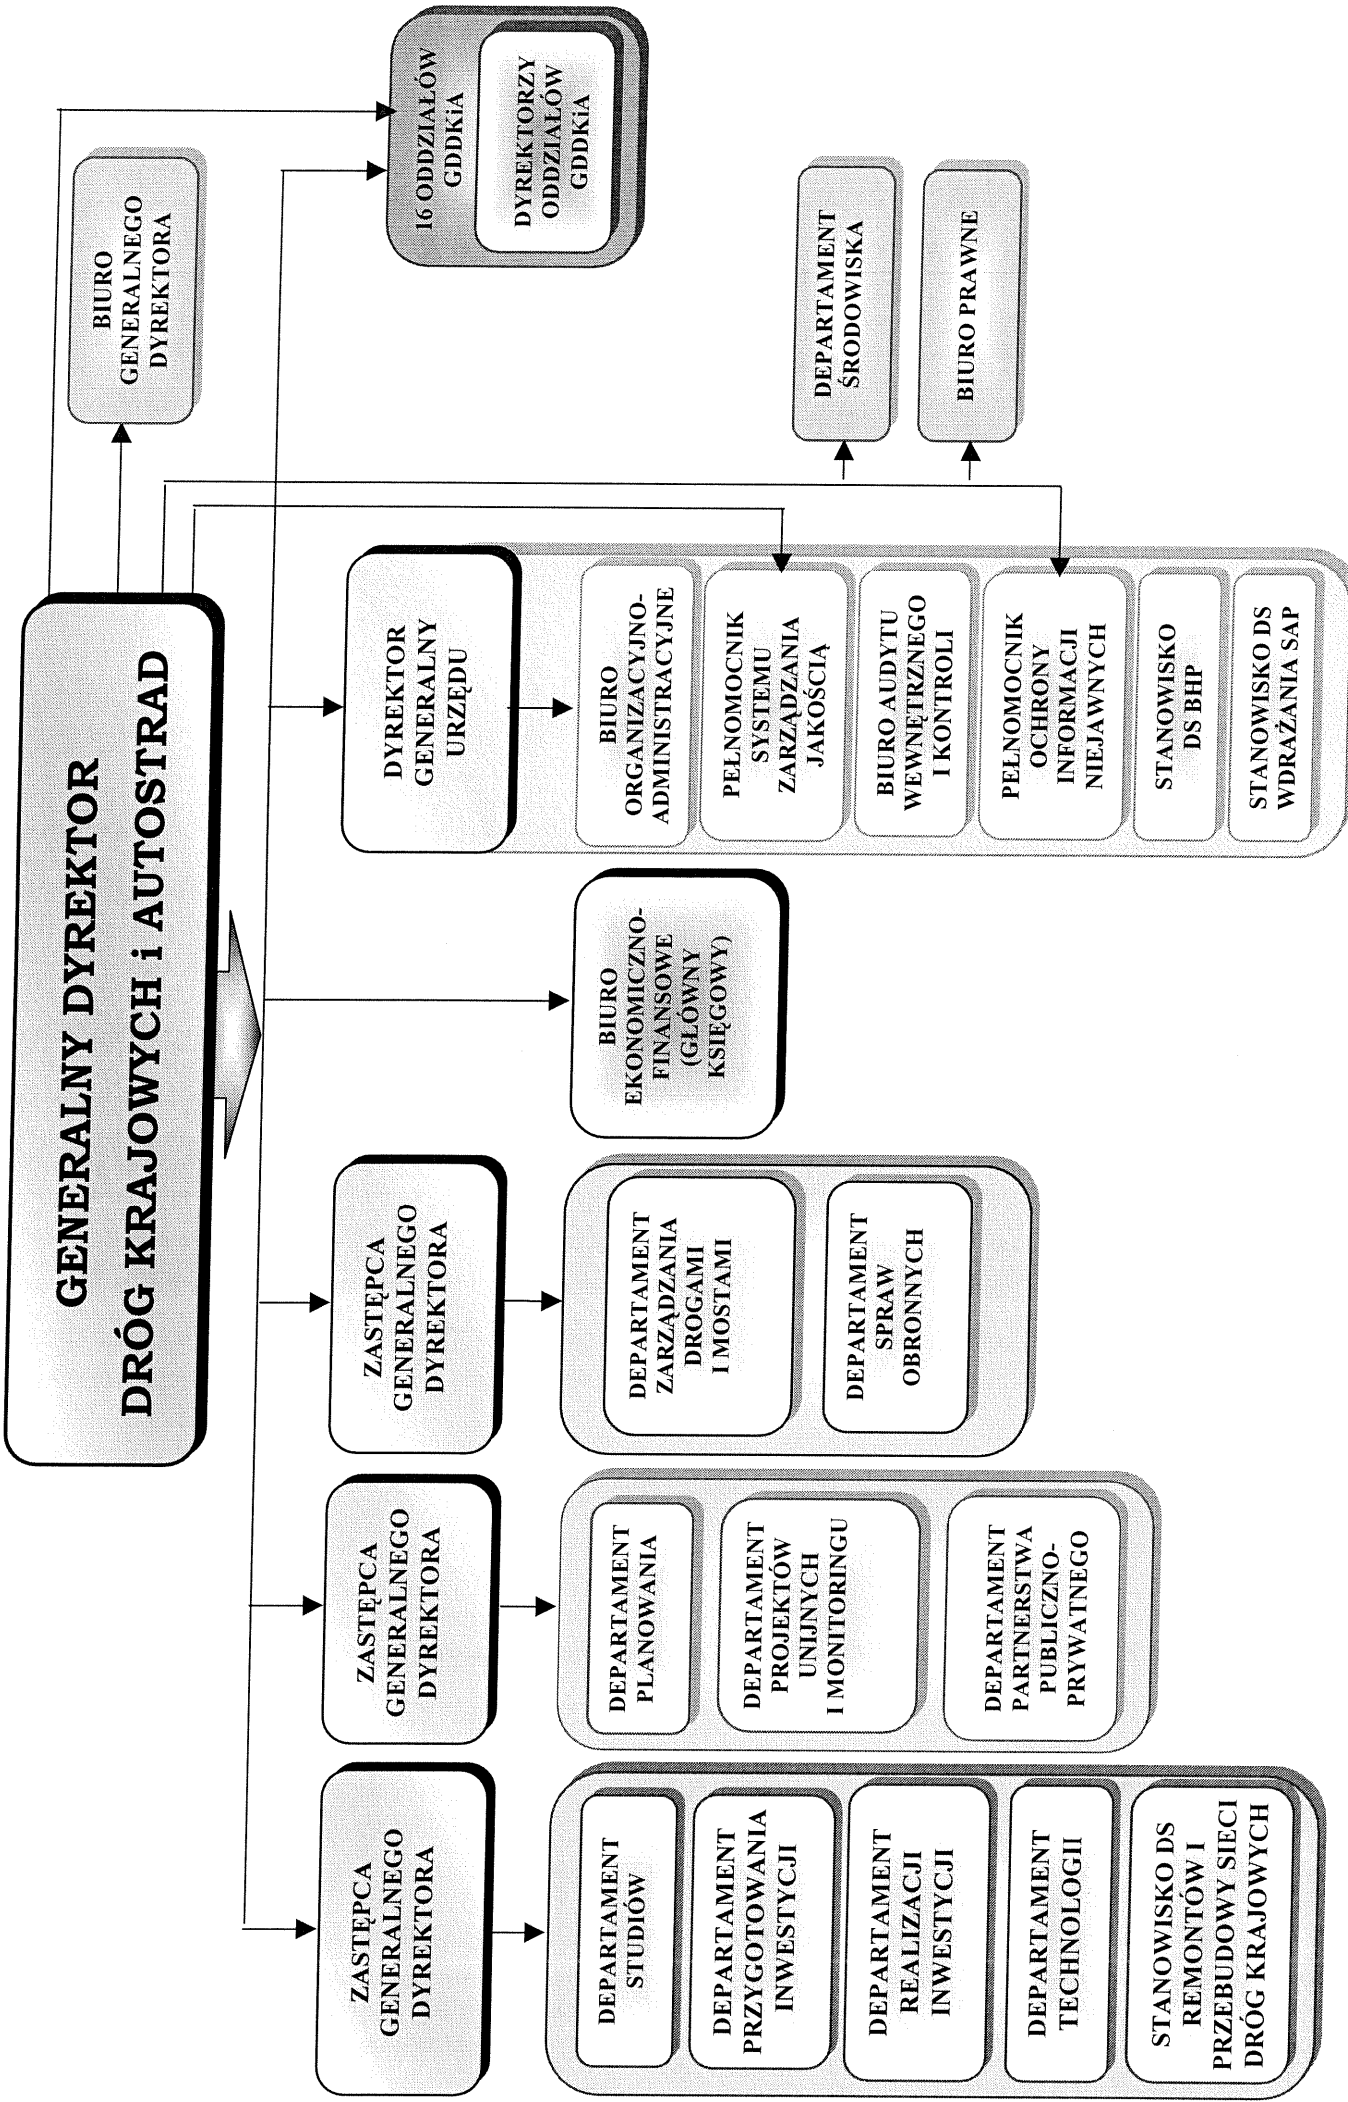 GENERALNY DYREKTOR
DRÓG KRAJOWYCH i AUTOSTRAD
BIURO
GENERALNEGO
DYREKTORA
16 ODDZIAŁÓW
GDDKiA
DYREKTORZY
ODDZIAŁÓW
GDDKiA
ZASTĘPCA
GENERALNEGO
DYREKTORA
DEPARTAMENT
STUDIÓW
DEPARTAMENT
PRZYGOTOWANIA
INWESTYCJI
DEPARTAMENT
REALIZACJI
INWESTYCJI
DEPARTAMENT
TECHNOLOGII
STANOWISKO DS
REMONTÓW I
PRZEBUDOWY SIECI
DRÓG KRAJOWYCH
ZASTĘPCA
GENERALNEGO
DYREKTORA
DEPARTAMENT
PLANOWANIA
DEPARTAMENT
PROJEKTÓW
UNIJNYCH
I MONITORINGU
DEPARTAMENT
PARTNERSTWA
PUBLICZNO-
PRYWATNEGO
ZASTĘPCA
GENERALNEGO
DYREKTORA
DEPARTAMENT
ZARZĄDZANIA
DROGAMI
I MOSTAMI
DEPARTAMENT
SPRAW
OBRONNYCH
BIURO
EKONOMICZNO-
FINANSOWE
(GŁÓWNY
KSIĘGOWY)
DYREKTOR
GENERALNY
URZĘDU
BIURO
ORGANIZACYJNO-
ADMINISTRACYJNE
PEŁNOMOCNIK
SYSTEMU
ZARZĄDZANIA
JAKOŚCIĄ
BIURO AUDYTU
WEWNĘTRZNEGO
I KONTROLI
PEŁNOMOCNIK
OCHRONY
INFORMACJI
NIEJAWNYCH
STANOWISKO
DS BHP
STANOWISKO DS
WDRAŻANIA SAP
DEPARTAMENT
ŚRODOWISKA
BIURO PRAWNE